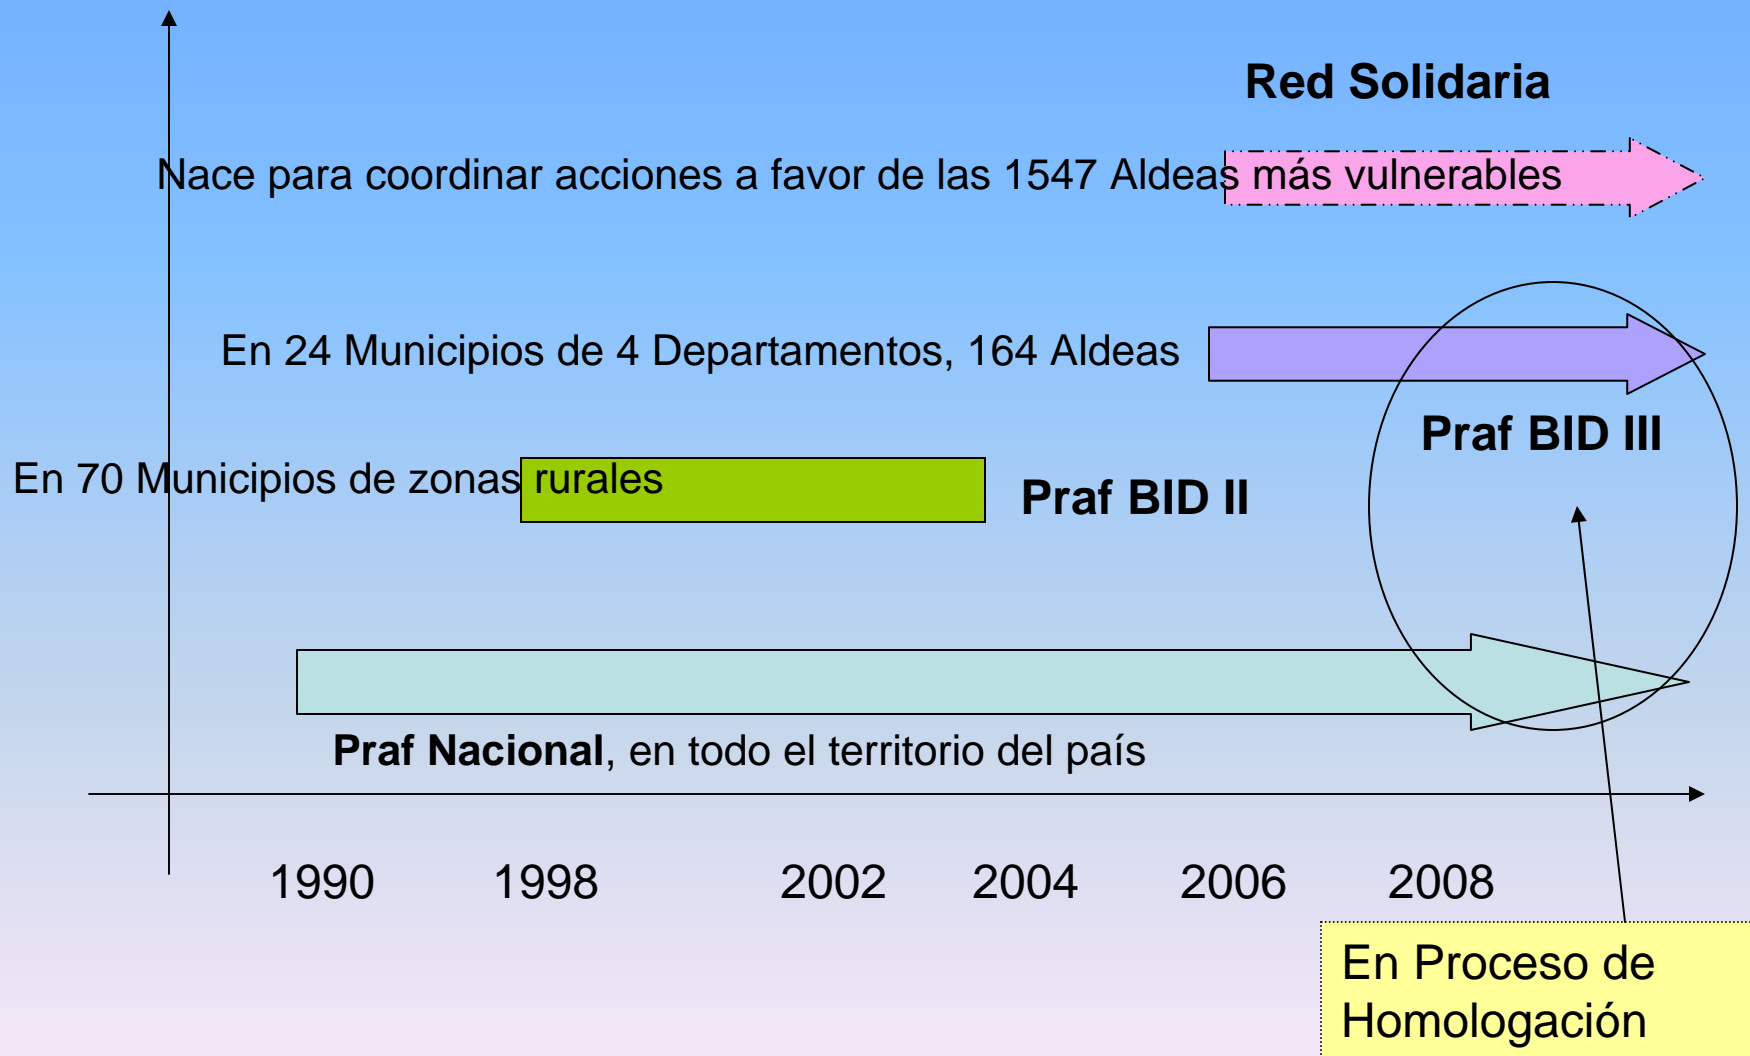 Red Solidaria
Nace para coordinar acciones a favor de las 1547 Aldeas más vulnerables
En 24 Municipios de 4 Departamentos, 164 Aldeas
Praf BID III
En 70 Municipios de zonas rurales
Praf BID II
Praf Nacional, en todo el territorio del país
1990 1998 2002 2004 2006 2008
En Proceso de
Homologación